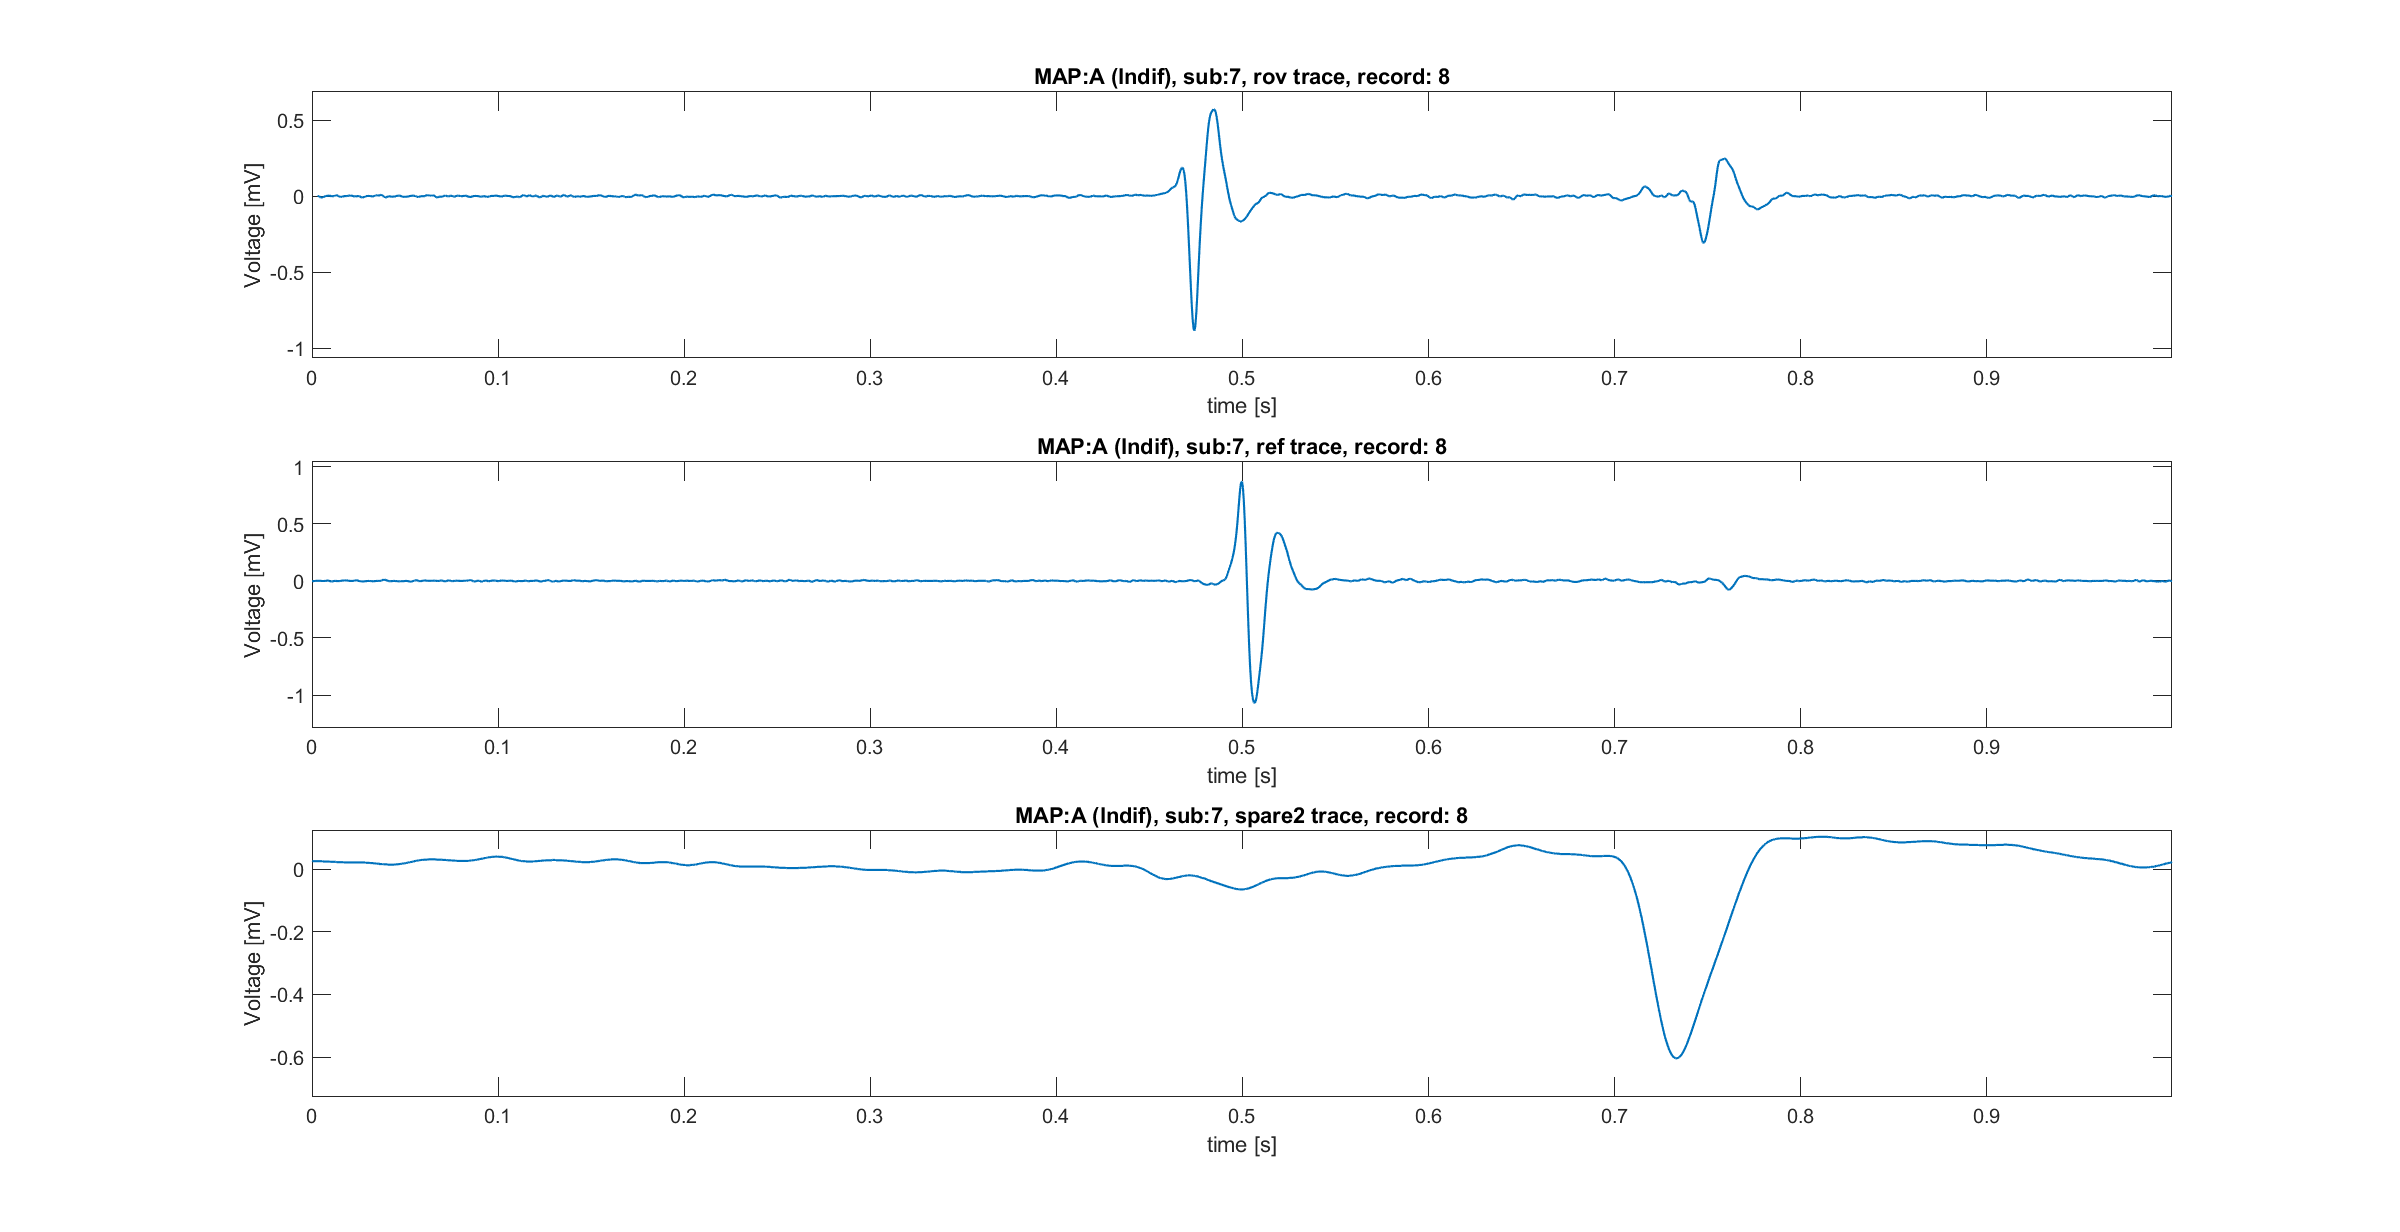 MAP:A (Indif), sub:7, rov trace, record: 8
Voltage [mV]
0.5
0
-0.5
-1
0 0.1 0.2 0.3 0.4 0.5 0.6 0.7 0.8 0.9
time [s]
MAP:A (Indif), sub:7, ref trace, record: 8
Voltage [mV]
1
0.5
0
-0.5
-1
0 0.1 0.2 0.3 0.4 0.5 0.6 0.7 0.8 0.9
time [s]
MAP:A (Indif), sub:7, spare2 trace, record: 8
Voltage [mV]
0
-0.2
-0.4
-0.6
0 0.1 0.2 0.3 0.4 0.5 0.6 0.7 0.8 0.9
time [s]